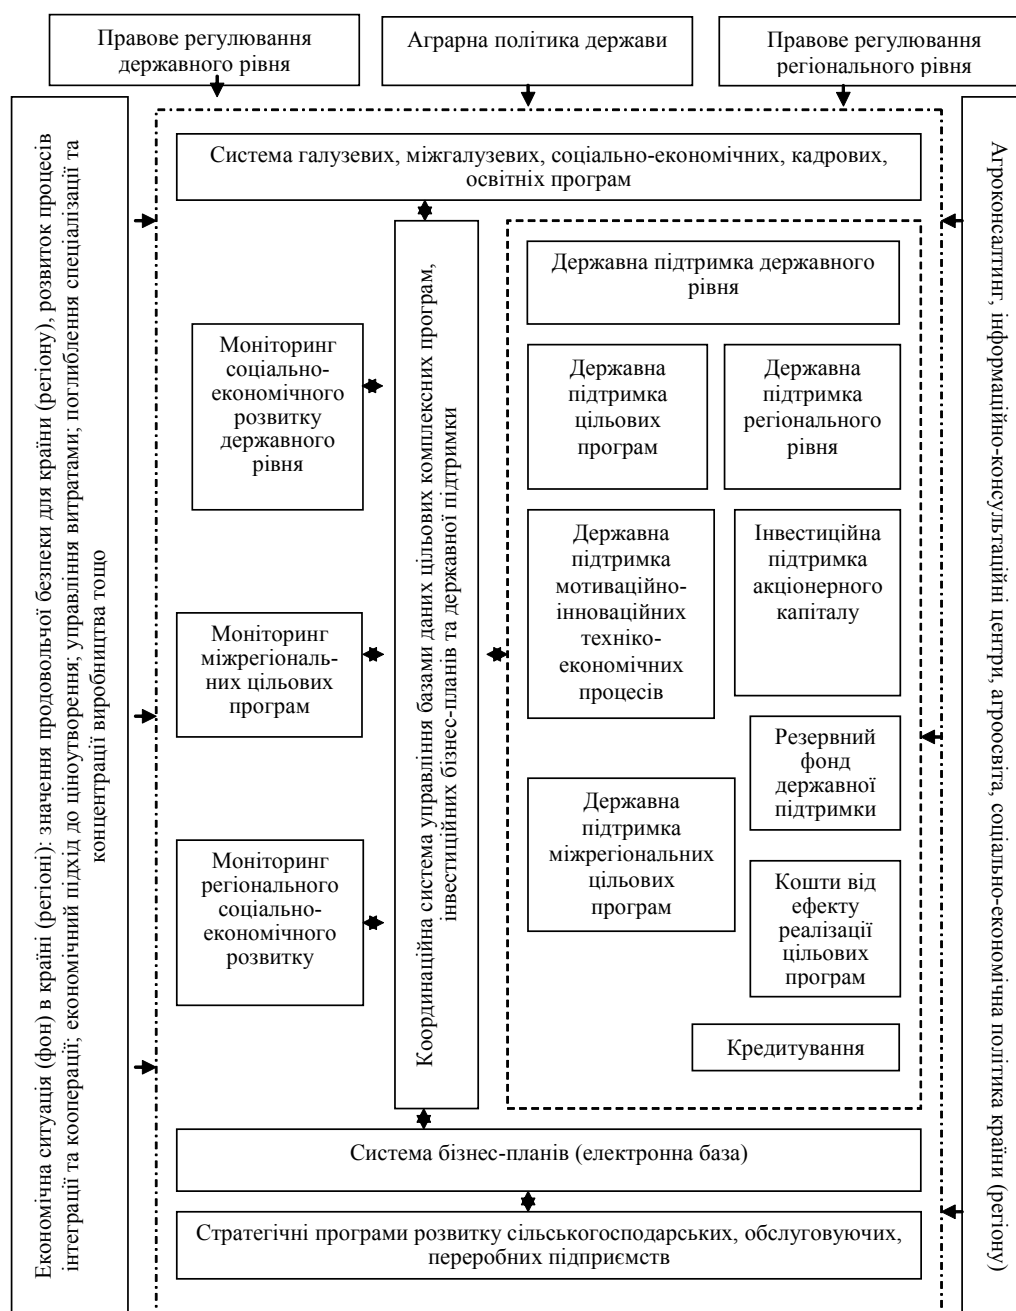 Правове регулювання
державного рівня
Аграрна політика держави
Правове регулювання
регіонального рівня
Економічна ситуація (фон) в країні (регіоні): значення продовольчої безпеки для країни (регіону), розвиток процесів
інтеграції та кооперації; економічний підхід до ціноутворення; управління витратами; поглиблення спеціалізації та
концентрації виробництва тощо
Система галузевих, міжгалузевих, соціально-економічних, кадрових,
освітніх програм
Моніторинг
соціально-
економічного
розвитку
державного
рівня
Моніторинг
міжрегіональ-
них цільових
програм
Моніторинг
регіонального
соціально-
економічного
розвитку
Координаційна система управління базами даних цільових комплексних програм,
інвестиційних бізнес-планів та державної підтримки
Державна підтримка державного
рівня
Державна
підтримка
цільових
програм
Державна
підтримка
регіонального
рівня
Державна
підтримка
мотиваційно-
інноваційних
техніко-
економічних
процесів
Інвестиційна
підтримка
акціонерного
капіталу
Резервний
фонд
державної
підтримки
Державна
підтримка
міжрегіональних
цільових
програм
Кошти від
ефекту
реалізації
цільових
програм
Кредитування
Система бізнес-планів (електронна база)
Стратегічні програми розвитку сільськогосподарських, обслуговуючих,
переробних підприємств
Агроконсалтинг, інформаційно-консультаційні центри, агроосвіта, соціально-економічна політика країни (регіону)